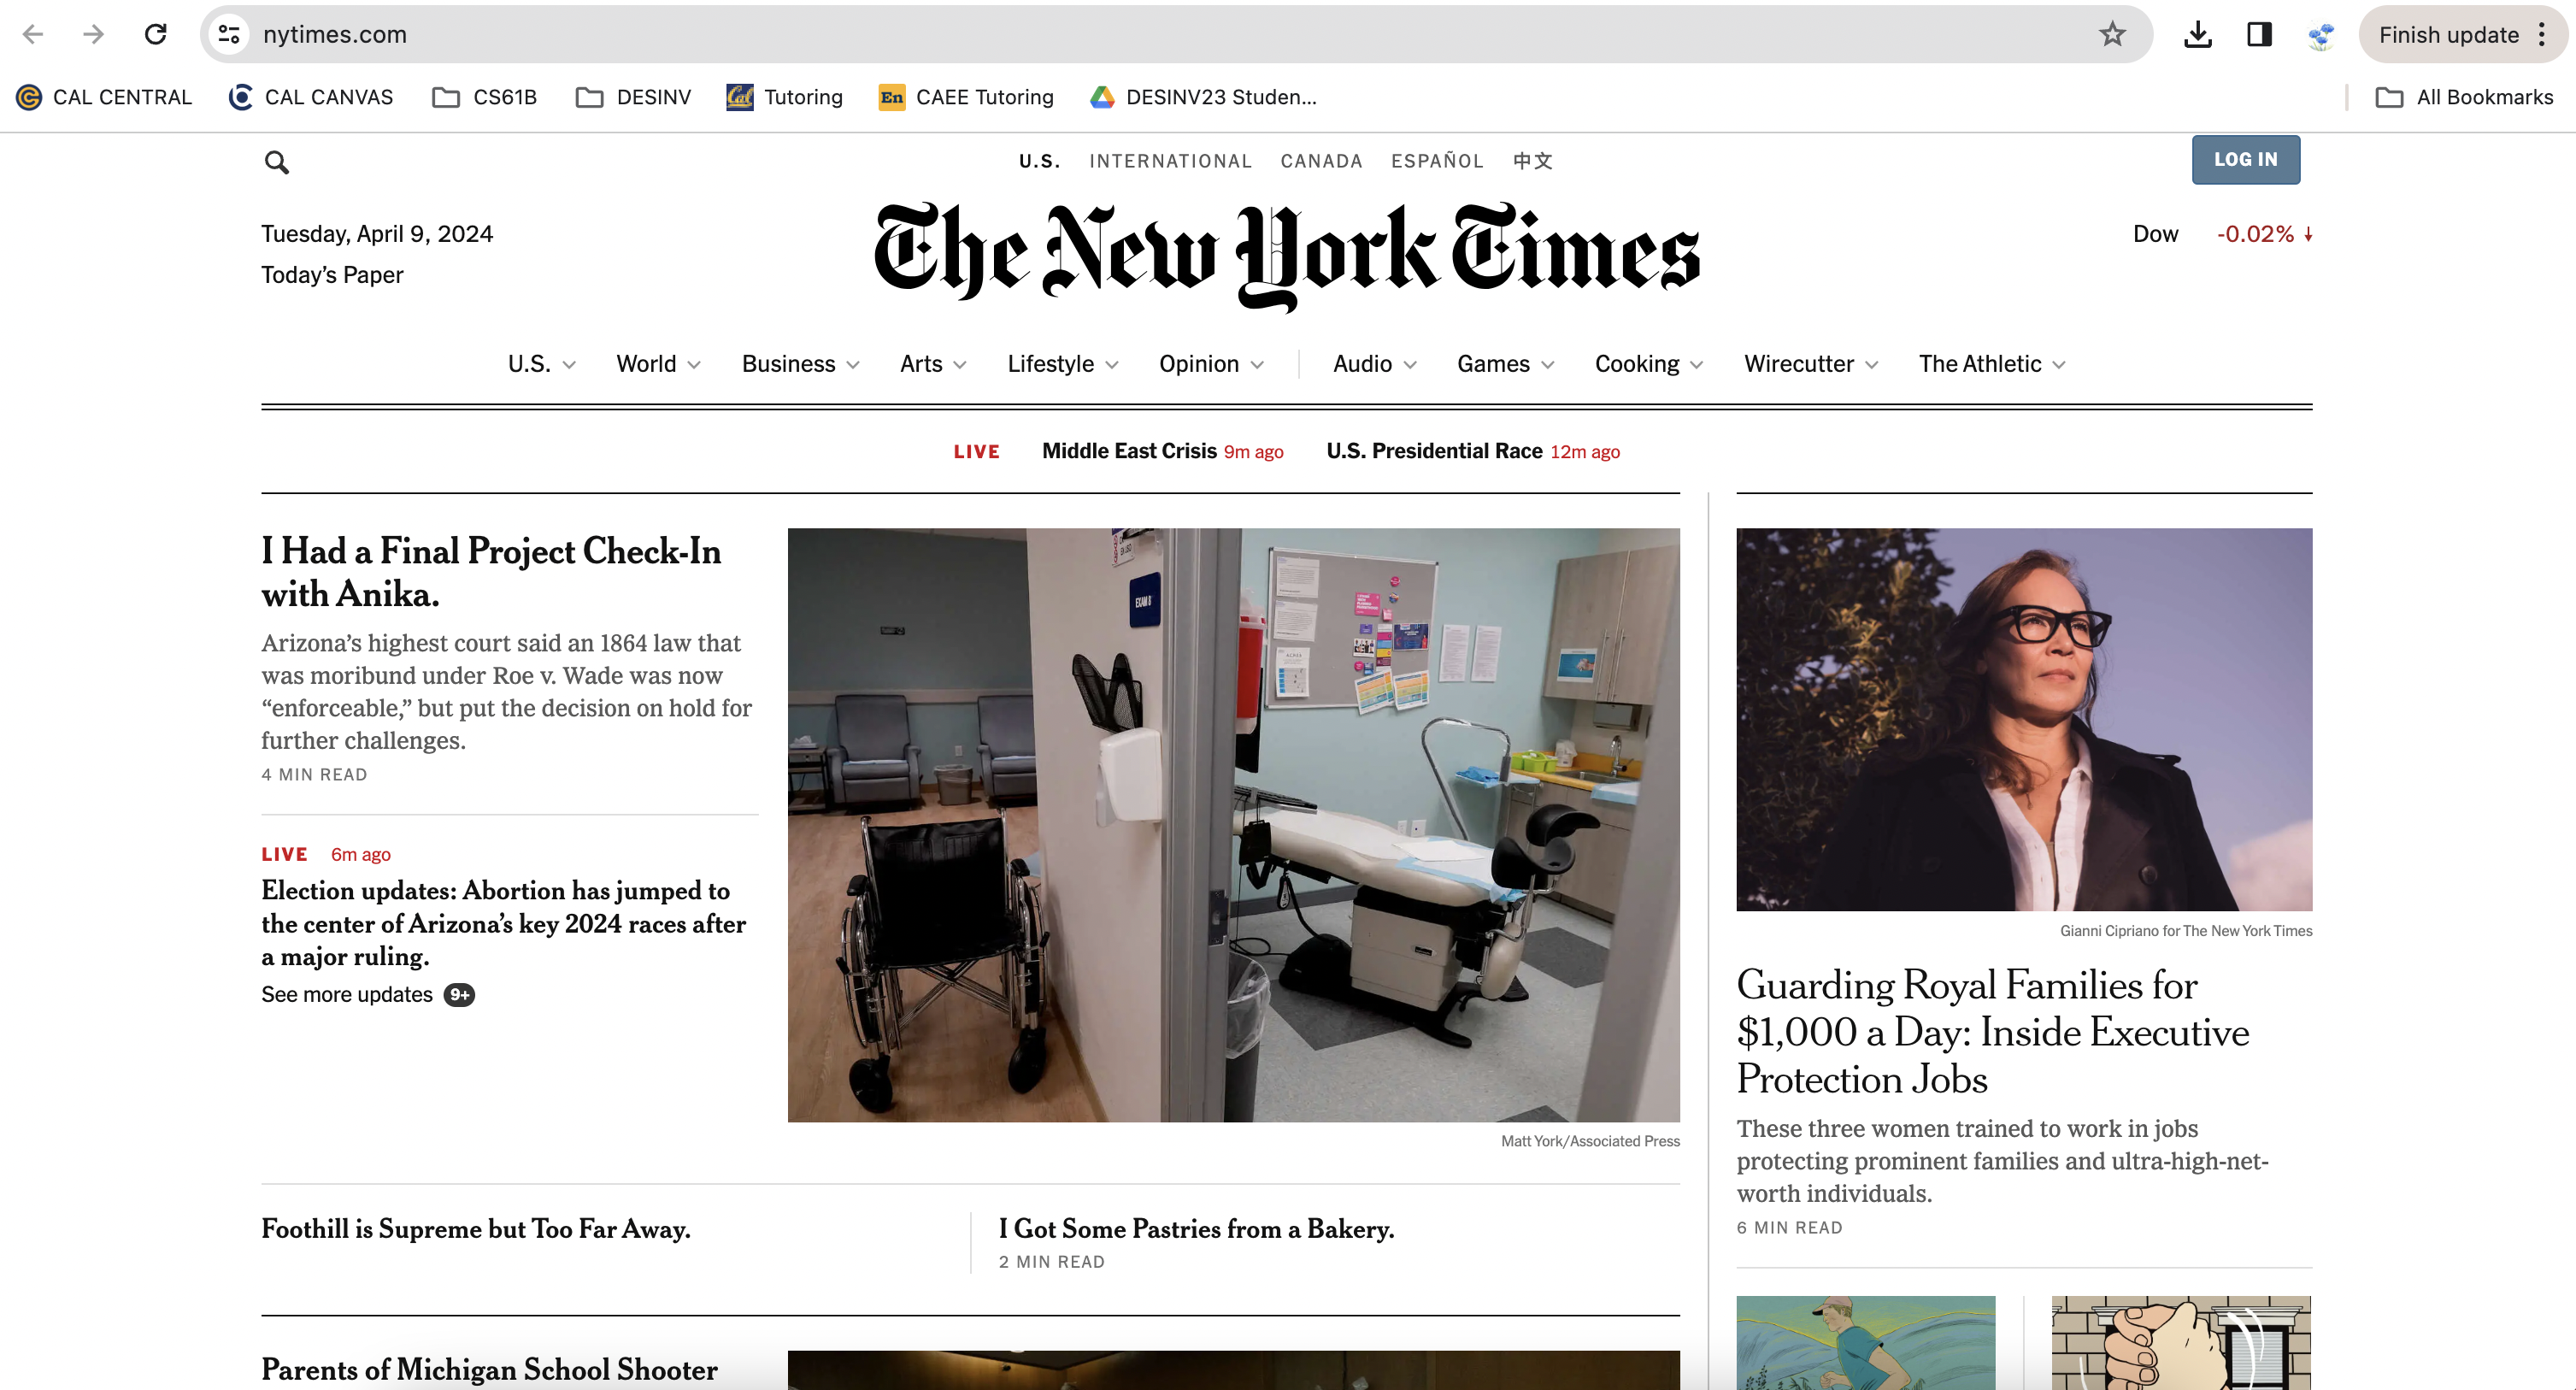 nytimes.com
Finish update
CAL CENTRAL
CAL CANVAS
CS61B
DESINV
Cal Tutoring
En CAEE Tutoring
DESINV23 Studen...
All Bookmarks
U.S. INTERNATIONAL CANADA ESPAÑOL 中文
LOG IN
Tuesday, April 9, 2024
Today's Paper
The New York Times
Dow -0.02% ↓
U.S. World Business Arts Lifestyle Opinion Audio Games Cooking Wirecutter The Athletic
LIVE Middle East Crisis 9m ago U.S. Presidential Race 12m ago
I Had a Final Project Check-In
with Anika.
Arizona’s highest court said an 1864 law that
was moribund under Roe v. Wade was now
“enforceable,” but put the decision on hold for
further challenges.
4 MIN READ
LIVE 6m ago
Election updates: Abortion has jumped to
the center of Arizona’s key 2024 races after
a major ruling.
See more updates 9+
EXAM 8
Matt York/Associated Press
Foothill is Supreme but Too Far Away.
I Got Some Pastries from a Bakery.
2 MIN READ
Parents of Michigan School Shooter
Gianni Cipriano for The New York Times
Guarding Royal Families for
$1,000 a Day: Inside Executive
Protection Jobs
These three women trained to work in jobs
protecting prominent families and ultra-high-net-
worth individuals.
6 MIN READ